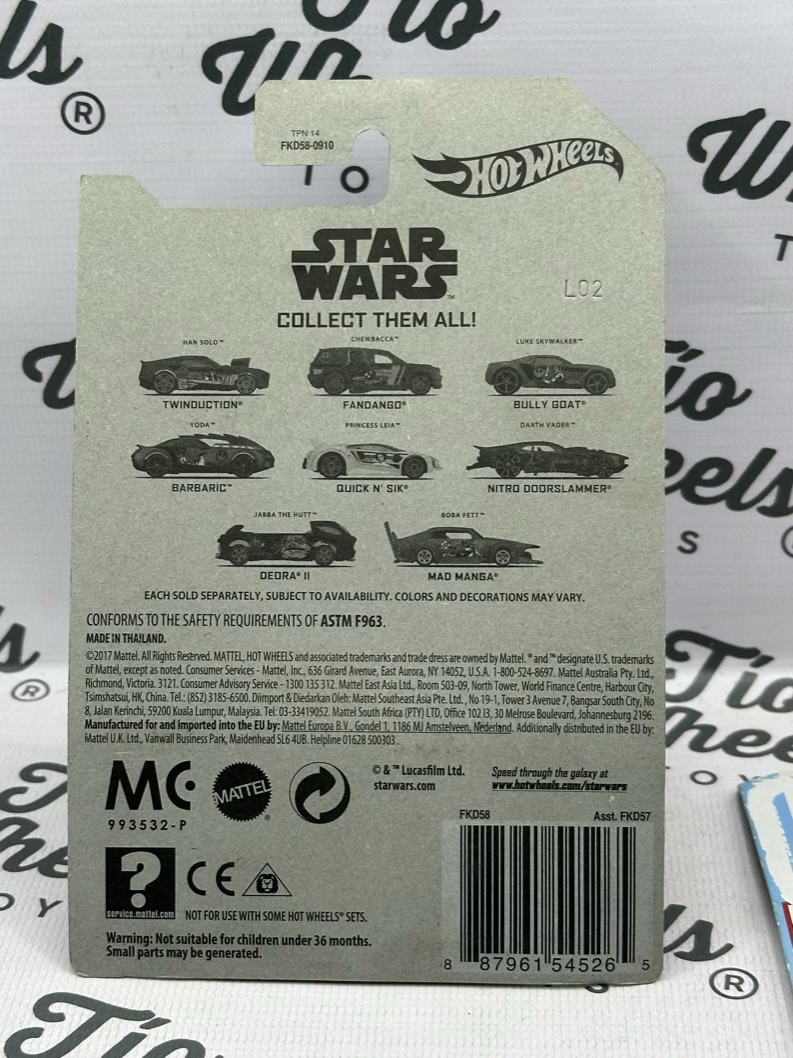 TPN 14
FKD58-0910
HOT WHEELS
STAR
WARS™
L02
COLLECT THEM ALL!
HAN SOLO™
TWINDUCTION®
CHEWBACCA™
FANDANGO®
LUKE SKYWALKER™
BULLY GOAT®
YODA™
BARBARIC™
PRINCESS LEIA™
QUICK N' SIK®
DARTH VADER™
NITRO DOORSLAMMER®
JABBA THE HUTT™
DEORA® II
BOBA FETT™
MAD MANGA®
EACH SOLD SEPARATELY, SUBJECT TO AVAILABILITY. COLORS AND DECORATIONS MAY VARY.
CONFORMS TO THE SAFETY REQUIREMENTS OF ASTM F963.
MADE IN THAILAND.
©2017 Mattel. All Rights Reserved. MATTEL, HOT WHEELS and associated trademarks and trade dress are owned by Mattel. ® and ™ designate U.S. trademarks
of Mattel, except as noted. Consumer Services - Mattel, Inc., 636 Girard Avenue, East Aurora, NY 14052, U.S.A. 1-800-524-8697. Mattel Australia Pty. Ltd.,
Richmond, Victoria. 3121. Consumer Advisory Service - 1300 135 312. Mattel East Asia Ltd., Room 503-09, North Tower, World Finance Centre, Harbour City,
Tsimshatsui, HK, China. Tel.: (852) 3185-6500. Diimport & Diedarkan Oleh: Mattel Southeast Asia Pte. Ltd., No 19-1, Tower 3 Avenue 7, Bangsar South City, No
8, Jalan Kerinchi, 59200 Kuala Lumpur, Malaysia. Tel: 03-33419052. Mattel South Africa (PTY) LTD, Office 102 I3, 30 Melrose Boulevard, Johannesburg 2196.
Manufactured for and imported into the EU by: Mattel Europa B.V., Gondel 1, 1186 MJ Amstelveen, Nederland. Additionally distributed in the EU by:
Mattel U.K. Ltd., Vanwall Business Park, Maidenhead SL6 4UB. Helpline 01628 500303.
MC
993532-P
MATTEL®
© & ™ Lucasfilm Ltd.
starwars.com
Speed through the galaxy at
www.hotwheels.com/starwars
FKD58
Asst. FKD57
?
service.mattel.com
CE
NOT FOR USE WITH SOME HOT WHEELS® SETS.
Warning: Not suitable for children under 36 months.
Small parts may be generated.
8 87961 54526 5
Tio
Wheels
®